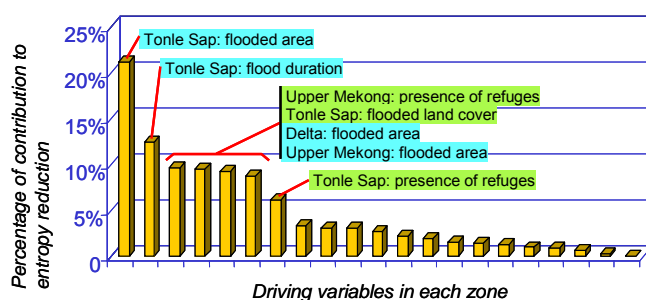 Percentage of contribution to
entropy reduction
25%
20%
15%
10%
5%
0
Tonle Sap: flooded area
Tonle Sap: flood duration
Upper Mekong: presence of refuges
Tonle Sap: flooded land cover
Delta: flooded area
Upper Mekong: flooded area
Tonle Sap: presence of refuges
Driving variables in each zone